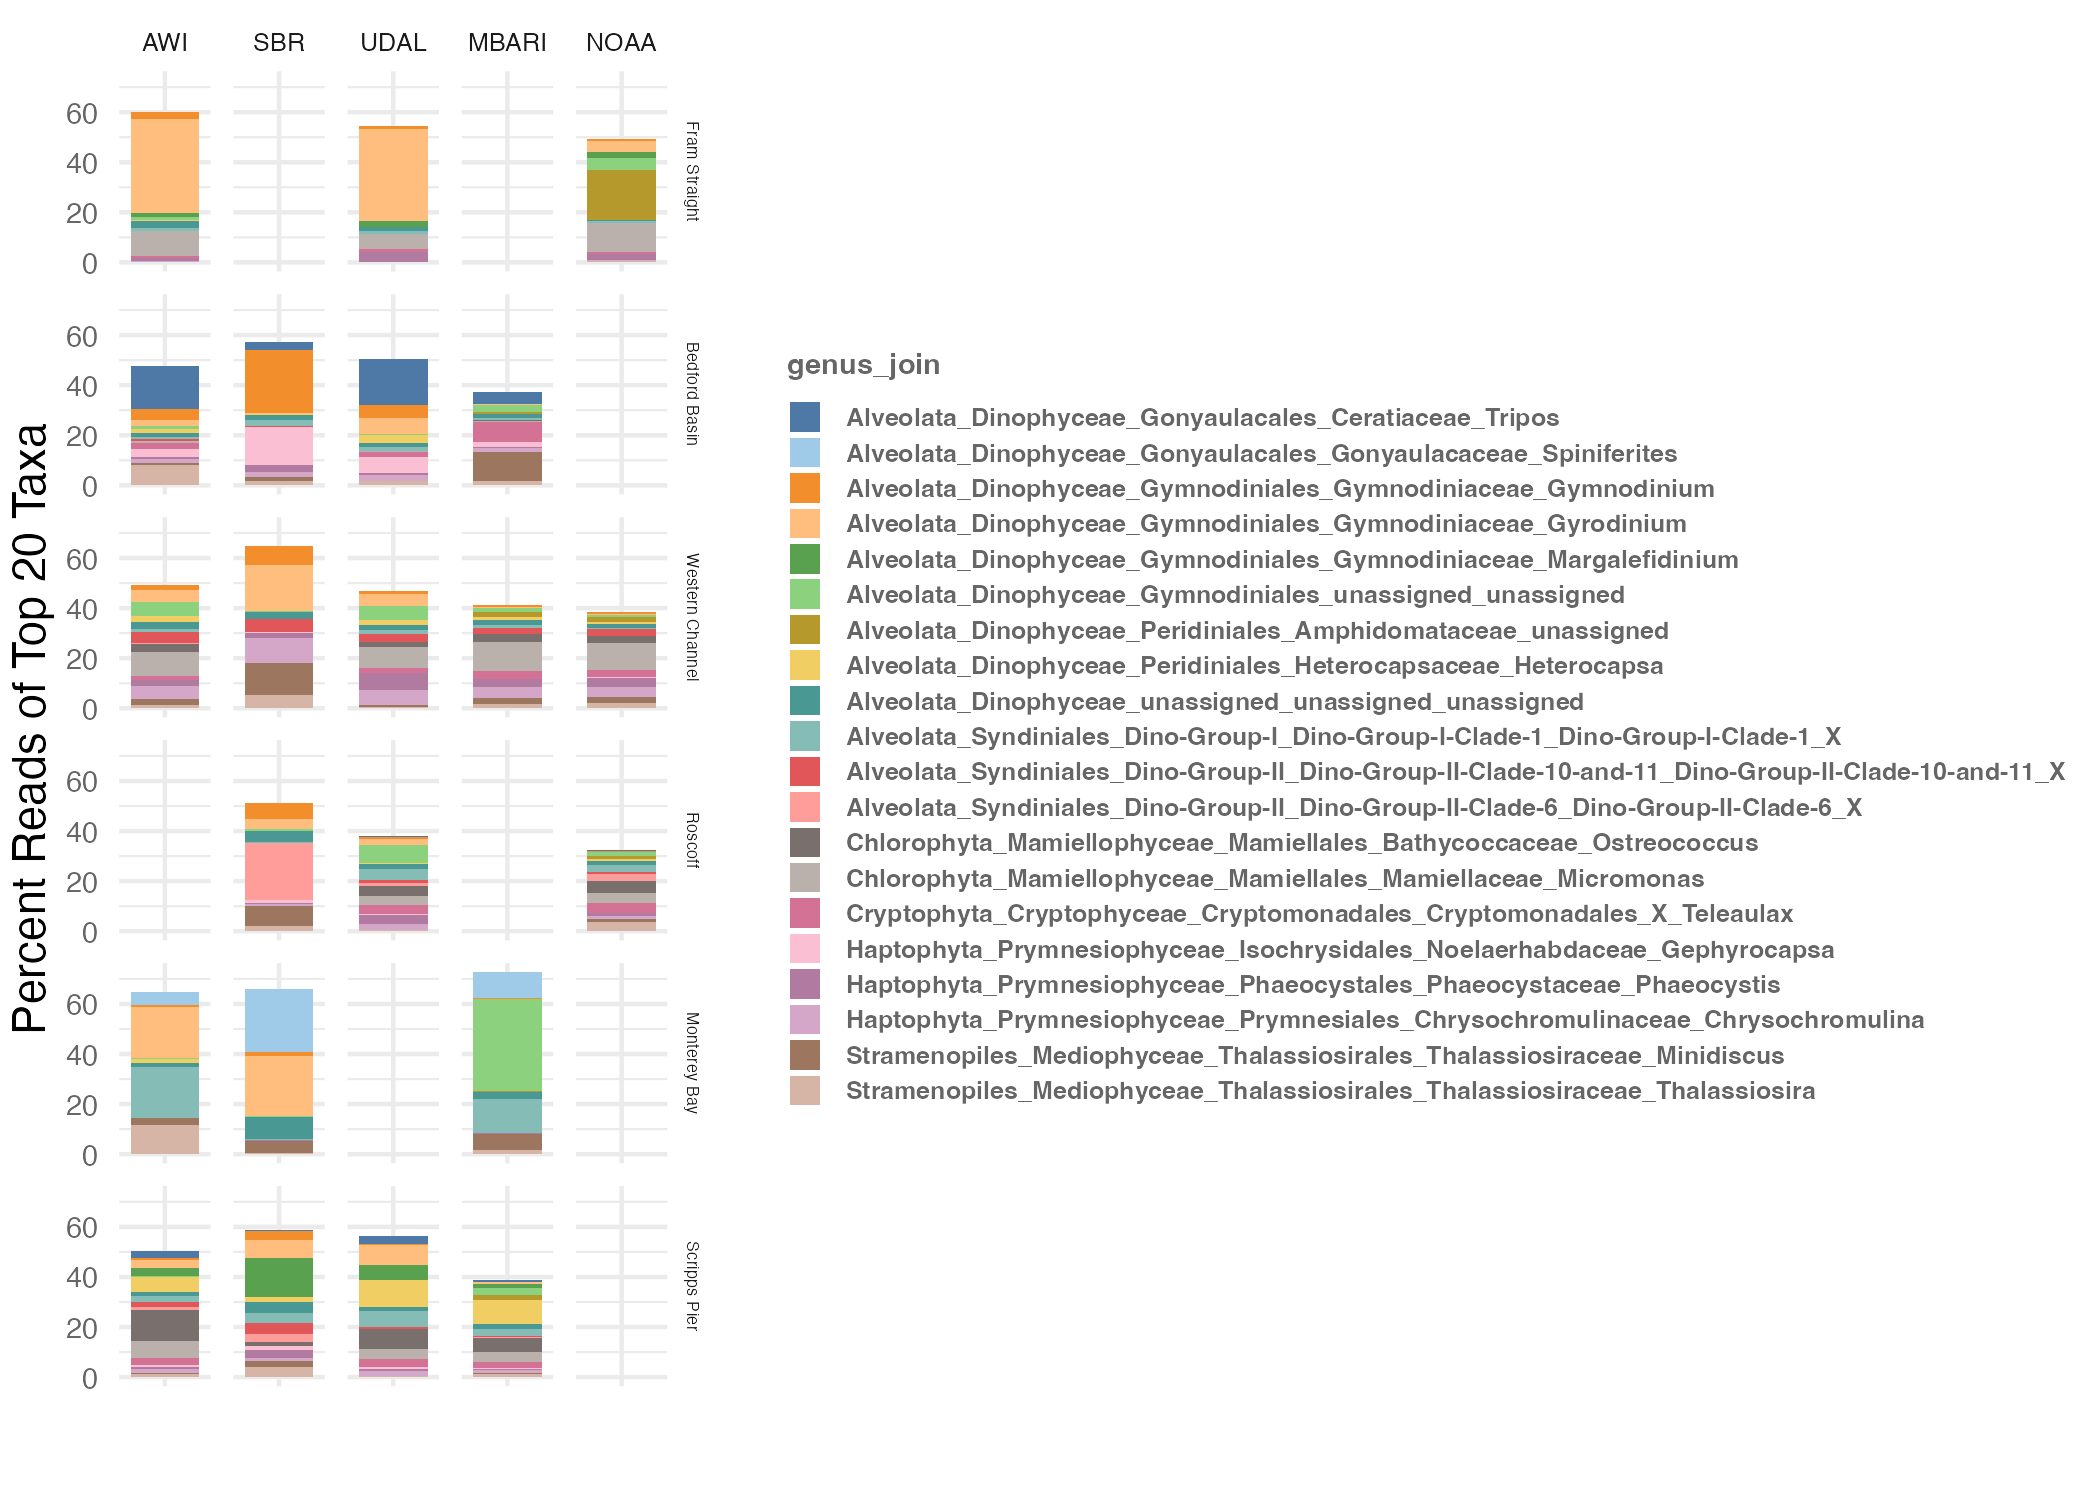 AWI SBR UDAL MBARI NOAA
Percent Reads of Top 20 Taxa
60
40
20
0
Fram Straight
60
40
20
0
Bedford Basin
60
40
20
0
Western Channel
60
40
20
0
Roscoff
60
40
20
0
Monterey Bay
60
40
20
0
Scripps Pier
genus_join
Alveolata_Dinophyceae_Gonyaulacales_Ceratiaceae_Tripos
Alveolata_Dinophyceae_Gonyaulacales_Gonyaulacaceae_Spiniferites
Alveolata_Dinophyceae_Gymnodiniales_Gymnodiniaceae_Gymnodinium
Alveolata_Dinophyceae_Gymnodiniales_Gymnodiniaceae_Gyrodinium
Alveolata_Dinophyceae_Gymnodiniales_Gymnodiniaceae_Margalefidinium
Alveolata_Dinophyceae_Gymnodiniales_unassigned_unassigned
Alveolata_Dinophyceae_Peridiniales_Amphidomataceae_unassigned
Alveolata_Dinophyceae_Peridiniales_Heterocapsaceae_Heterocapsa
Alveolata_Dinophyceae_unassigned_unassigned_unassigned
Alveolata_Syndiniales_Dino-Group-I_Dino-Group-I-Clade-1_Dino-Group-I-Clade-1_X
Alveolata_Syndiniales_Dino-Group-II_Dino-Group-II-Clade-10-and-11_Dino-Group-II-Clade-10-and-11_X
Alveolata_Syndiniales_Dino-Group-II_Dino-Group-II-Clade-6_Dino-Group-II-Clade-6_X
Chlorophyta_Mamiellophyceae_Mamiellales_Bathycoccaceae_Ostreococcus
Chlorophyta_Mamiellophyceae_Mamiellales_Mamiellaceae_Micromonas
Cryptophyta_Cryptophyceae_Cryptomonadales_Cryptomonadales_X_Teleaulax
Haptophyta_Prymnesiophyceae_Isochrysidales_Noelaerhabdaceae_Gephyrocapsa
Haptophyta_Prymnesiophyceae_Phaeocystales_Phaeocystaceae_Phaeocystis
Haptophyta_Prymnesiophyceae_Prymnesiales_Chrysochromulinaceae_Chrysochromulina
Stramenopiles_Mediophyceae_Thalassiosirales_Thalassiosiraceae_Minidiscus
Stramenopiles_Mediophyceae_Thalassiosirales_Thalassiosiraceae_Thalassiosira